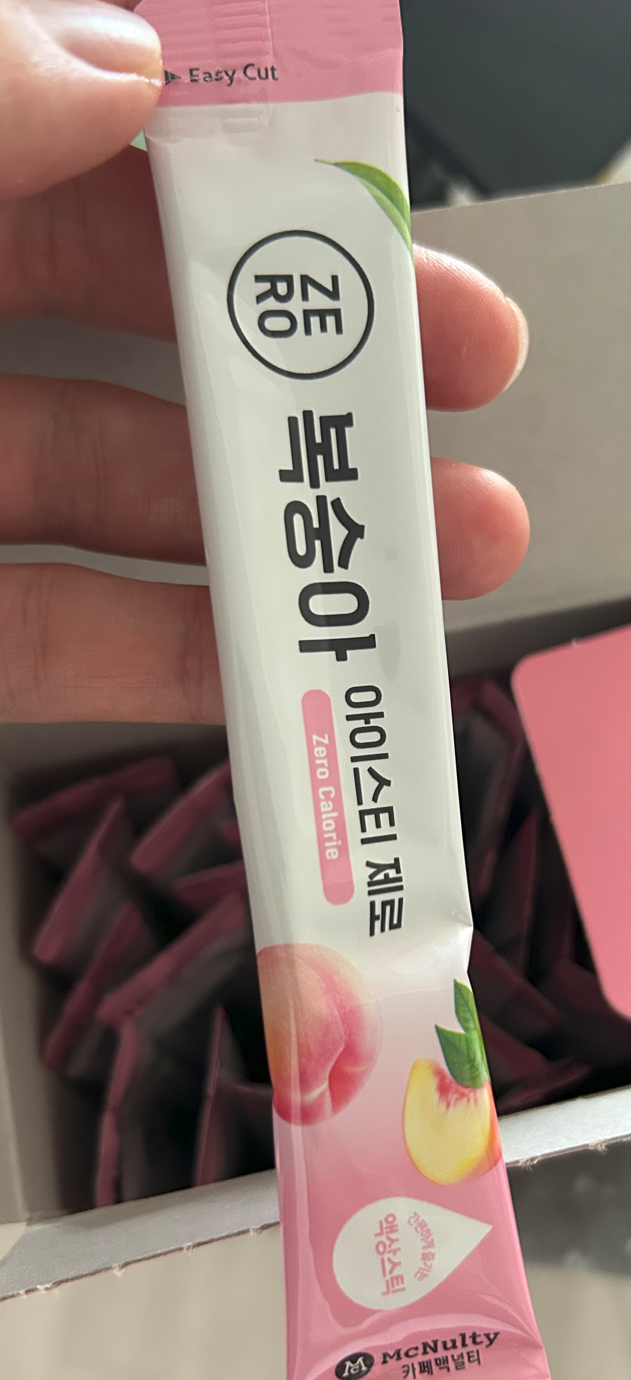 Easy Cut
ZE
RO
복숭아
아이스티 제로
Zero Calorie
간편하게 즐기는
액상스틱
McNulty
카페맥널티